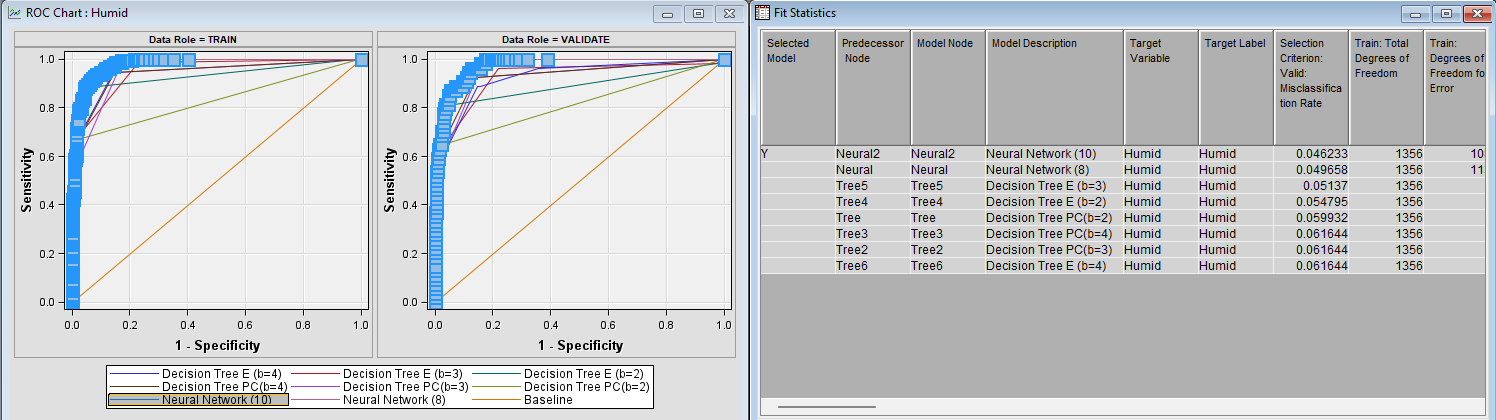 ROC Chart : Humid
Data Role = TRAIN
Data Role = VALIDATE
Sensitivity
1.0
0.8
0.6
0.4
0.2
0.0
0.0 0.2 0.4 0.6 0.8 1.0
1 - Specificity
Sensitivity
1.0
0.8
0.6
0.4
0.2
0.0
0.0 0.2 0.4 0.6 0.8 1.0
1 - Specificity
Decision Tree E (b=4) Decision Tree E (b=3) Decision Tree E (b=2)
Decision Tree PC(b=4) Decision Tree PC(b=3) Decision Tree PC(b=2)
Neural Network (10) Neural Network (8) Baseline
Fit Statistics
Selected Predecessor Model Node Model Description Target Target Label Selection Train: Total Train:
Model Node Variable Criterion: Degrees of Degrees of
Valid: Freedom Freedom fo
Misclassifica Error
tion Rate
Y Neural2 Neural2 Neural Network (10) Humid Humid 0.046233 1356 10
Neural Neural Neural Network (8) Humid Humid 0.049658 1356 11
Tree5 Tree5 Decision Tree E (b=3) Humid Humid 0.05137 1356
Tree4 Tree4 Decision Tree E (b=2) Humid Humid 0.054795 1356
Tree Tree Decision Tree PC(b=2) Humid Humid 0.059932 1356
Tree3 Tree3 Decision Tree PC(b=4) Humid Humid 0.061644 1356
Tree2 Tree2 Decision Tree PC(b=3) Humid Humid 0.061644 1356
Tree6 Tree6 Decision Tree E (b=4) Humid Humid 0.061644 1356